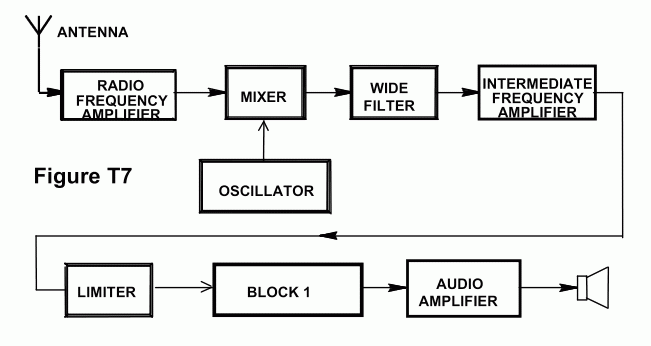 ANTENNA
RADIO
FREQUENCY
AMPLIFIER
MIXER
WIDE
FILTER
INTERMEDIATE
FREQUENCY
AMPLIFIER
Figure T7
OSCILLATOR
LIMITER
BLOCK 1
AUDIO
AMPLIFIER